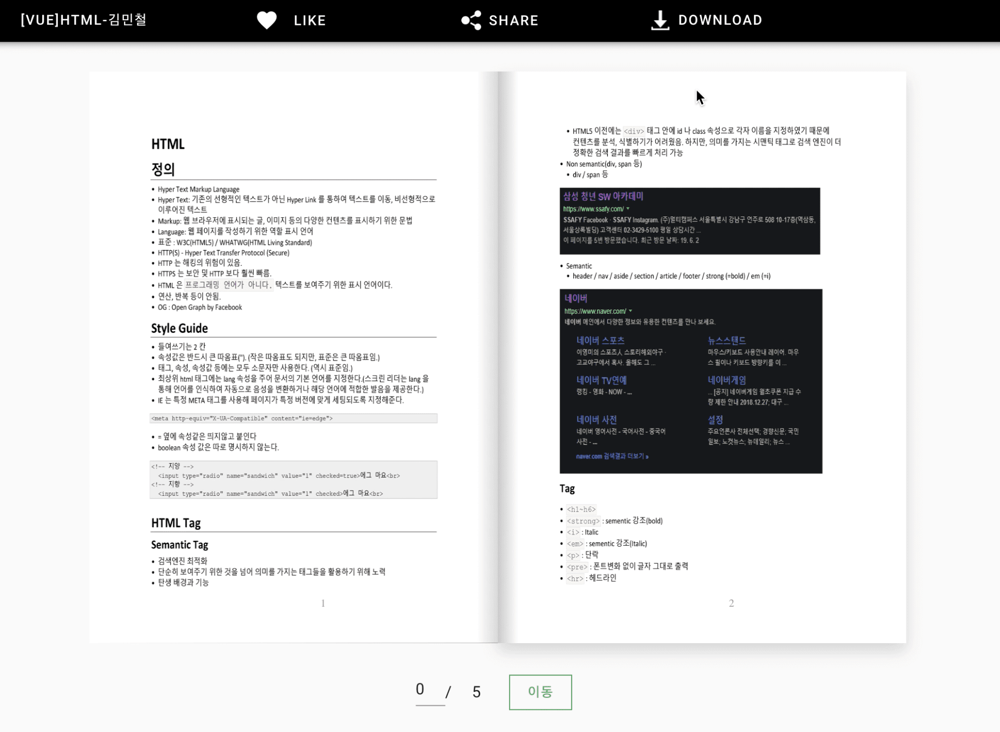 [VUE]HTML-김민철
LIKE
SHARE
DOWNLOAD
HTML
정의
• Hyper Text Markup Language
• Hyper Text: 기존의 선형적인 텍스트가 아닌 Hyper Link 를 통하여 텍스트를 이동, 비선형적으로
이루어진 텍스트
• Markup: 웹 브라우저에 표시되는 글, 이미지 등의 다양한 컨텐츠를 표시하기 위한 문법
• Language: 웹 페이지를 작성하기 위한 역할 표시 언어
• 표준 : W3C(HTML5) / WHATWG(HTML Living Standard)
• HTTP(S) - Hyper Text Transfer Protocol (Secure)
• HTTP 는 해킹의 위험이 있음.
• HTTPS 는 보안 및 HTTP 보다 훨씬 빠름.
• HTML 은 프로그래밍 언어가 아니다. 텍스트를 보여주기 위한 표시 언어이다.
• 연산, 반복 등이 안됨.
• OG : Open Graph by Facebook
Style Guide
• 들여쓰기는 2 칸
• 속성값은 반드시 큰 따옴표("). (작은 따옴표도 되지만, 표준은 큰 따옴표임.)
• 태그, 속성, 속성값 등에는 모두 소문자만 사용한다. (역시 표준임.)
• 최상위 html 태그에는 lang 속성을 주어 문서의 기본 언어를 지정한다.(스크린 리더는 lang 을
통해 언어를 인식하여 자동으로 음성을 변환하거나 해당 언어에 적합한 발음을 제공한다.)
• IE 는 특정 META 태그를 사용해 페이지가 특정 버전에 맞게 세팅되도록 지정해준다.
<meta http-equiv="X-UA-Compatible" content="ie=edge">
• = 옆에 속성같은 띄지않고 붙인다
• boolean 속성 값은 따로 명시하지 않는다.
<!-- 지양 -->
<input type="radio" name="sandwich" value="1" checked=true>에그 마요<br>
<!-- 지향 -->
<input type="radio" name="sandwich" value="1" checked>에그 마요<br>
HTML Tag
Semantic Tag
• 검색엔진 최적화
• 단순히 보여주기 위한 것을 넘어 의미를 가지는 태그들을 활용하기 위해 노력
• 탄생 배경과 기능
1
• HTML5 이전에는 <div> 태그 안에 id 나 class 속성으로 각자 이름을 지정하였기 때문에
컨텐츠를 분석, 식별하기가 어려웠음. 하지만, 의미를 가지는 시맨틱 태그로 검색 엔진이 더
정확한 검색 결과를 빠르게 처리 가능
• Non semantic(div, span 등)
• div / span 등
삼성 청년 SW 아카데미
https://www.ssafy.com/
SSAFY Facebook · SSAFY Instagram. (주)멀티캠퍼스 서울특별시 강남구 언주로 508 10-17층(역삼동,
서울상록빌딩) 고객센터 02-3429-5100 평일 상담시간 ...
이 페이지를 5번 방문했습니다. 최근 방문 날짜: 19. 6. 2
• Semantic
• header / nav / aside / section / article / footer / strong (=bold) / em (=i)
네이버
https://www.naver.com/
네이버 메인에서 다양한 정보와 유용한 컨텐츠를 만나 보세요.
네이버 스포츠
이영미의 스포츠人 스토리해외야구 ·
고교야구에서 혹사. 올해도 그 ...
뉴스스탠드
마우스/키보드 사용안내 레이어. 마우
스 휠이나 키보드 방향키를 이 ...
네이버 TV연예
랭킹 - 영화 - NOW - ...
네이버게임
... [공지] 네이버게임 월초쿠폰 지급 수
량 제한 안내 2018.12.27; 대구 ...
네이버 사전
네이버 영어사전 - 국어사전 - 중국어
사전 - ...
설정
주요언론사 전체선택; 경향신문; 국민
일보; 노컷뉴스; 뉴데일리; 뉴스 ...
naver.com 검색결과 더보기 »
Tag
• <h1~h6>
• <strong> : sementic 강조(bold)
• <i> : Italic
• <em> : sementic 강조(Italic)
• <p> : 단락
• <pre> : 폰트변화 없이 글자 그대로 출력
• <hr> : 헤드라인
2
0 / 5
이동